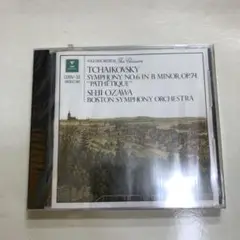 TCHAIKOVSKY
SYMPHONY NO.6 IN B MINOR, OP.74,
"PATHÉTIQUE"
SEIJI OZAWA
BOSTON SYMPHONY ORCHESTRA